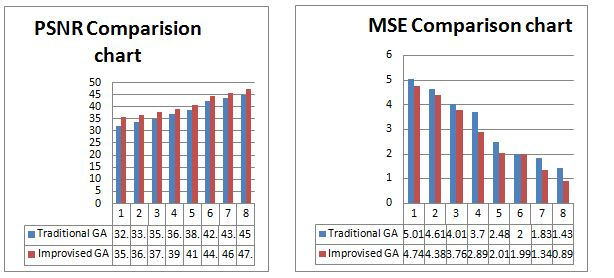 PSNR Comparision
chart
50
45
40
35
30
25
20
15
10
5
0
1 2 3 4 5 6 7 8
Traditional GA 32. 33. 35. 36. 38. 42. 43. 45
Improvised GA 35. 36. 37. 39 41 44. 46 47.
MSE Comparison chart
6
5
4
3
2
1
0
1 2 3 4 5 6 7 8
Traditional GA 5.01 4.61 4.01 3.7 2.48 2 1.83 1.43
Improvised GA 4.74 4.38 3.76 2.89 2.01 1.99 1.34 0.89